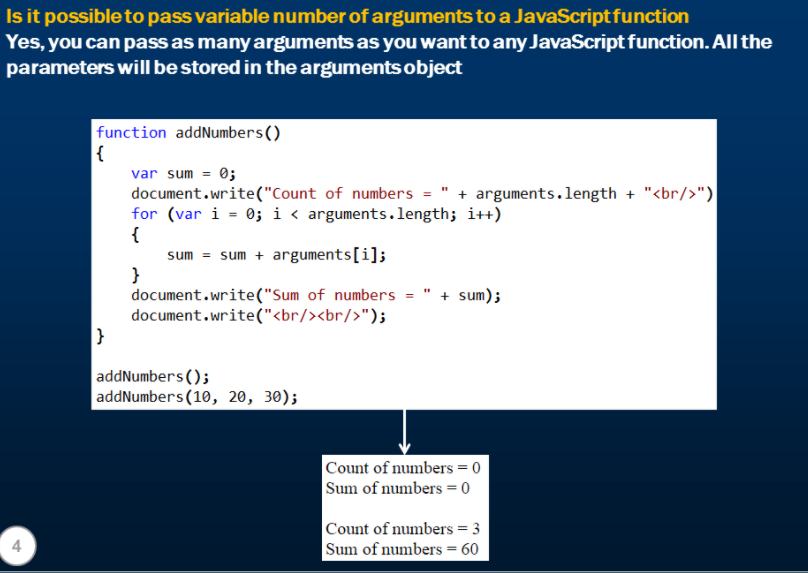 Is it possible to pass variable number of arguments to a JavaScript function
Yes, you can pass as many arguments as you want to any JavaScript function. All the
parameters will be stored in the arguments object
function addNumbers()
{
    var sum = 0;
    document.write("Count of numbers = " + arguments.length + "<br/>")
    for (var i = 0; i < arguments.length; i++)
    {
        sum = sum + arguments[i];
    }
    document.write("Sum of numbers = " + sum);
    document.write("<br/><br/>");
}
addNumbers();
addNumbers(10, 20, 30);
Count of numbers = 0
Sum of numbers = 0
Count of numbers = 3
Sum of numbers = 60
4